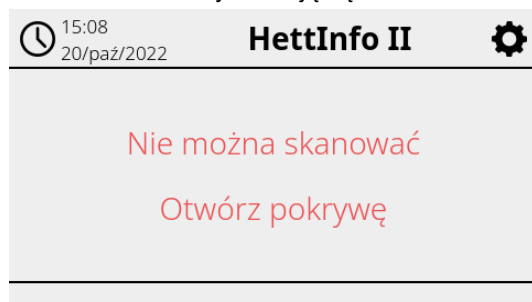 15:08
20/paź/2022
HettInfo II
Nie można skanować
Otwórz pokrywę